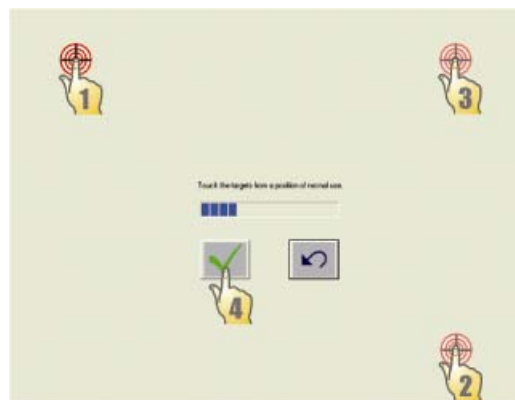 1
3
Touch the targets from a position of normal use.
4
2